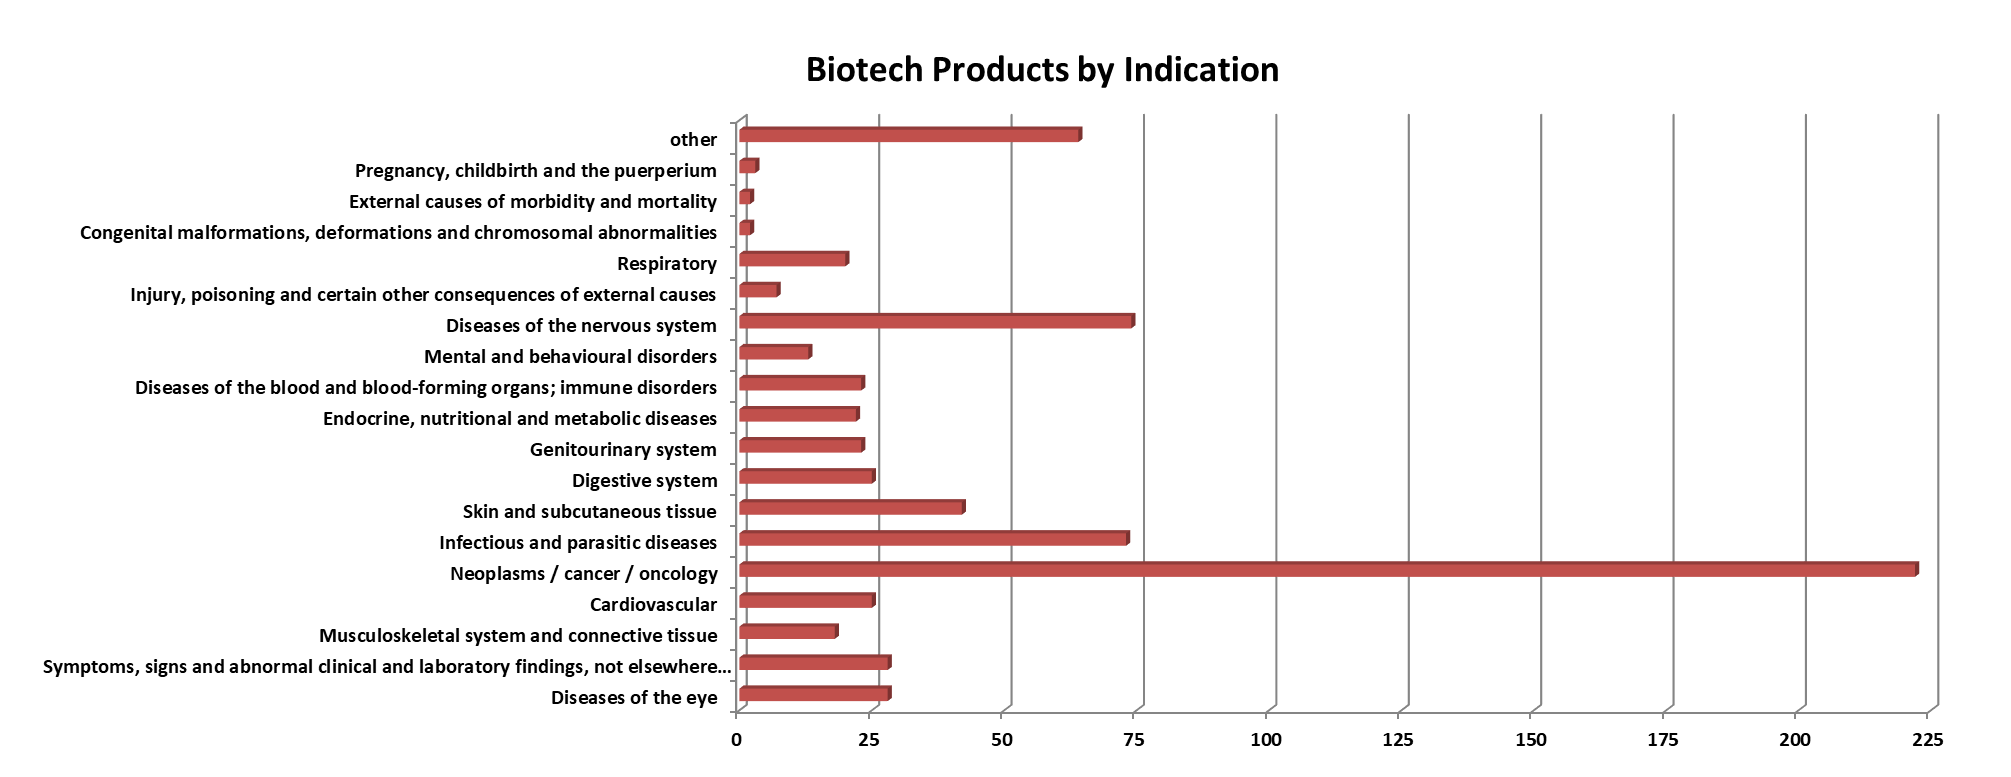 Biotech Products by Indication
other
Pregnancy, childbirth and the puerperium
External causes of morbidity and mortality
Congenital malformations, deformations and chromosomal abnormalities
Respiratory
Injury, poisoning and certain other consequences of external causes
Diseases of the nervous system
Mental and behavioural disorders
Diseases of the blood and blood-forming organs; immune disorders
Endocrine, nutritional and metabolic diseases
Genitourinary system
Digestive system
Skin and subcutaneous tissue
Infectious and parasitic diseases
Neoplasms / cancer / oncology
Cardiovascular
Musculoskeletal system and connective tissue
Symptoms, signs and abnormal clinical and laboratory findings, not elsewhere…
Diseases of the eye
0 25 50 75 100 125 150 175 200 225